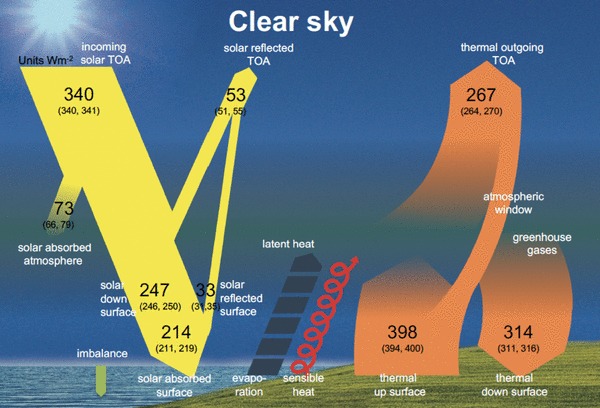 Clear sky
Units Wm-2
incoming
solar TOA
solar reflected
TOA
thermal outgoing
TOA
340
(340, 341)
53
(51, 55)
267
(264, 270)
73
(66, 79)
solar absorbed
atmosphere
atmospheric
window
latent heat
greenhouse
gases
solar
down
surface
247
(246, 250)
33
(31,35)
solar
reflected
surface
214
(211, 219)
398
(394, 400)
314
(311, 316)
imbalance
solar absorbed
surface
evapo-
ration
sensible
heat
thermal
up surface
thermal
down surface